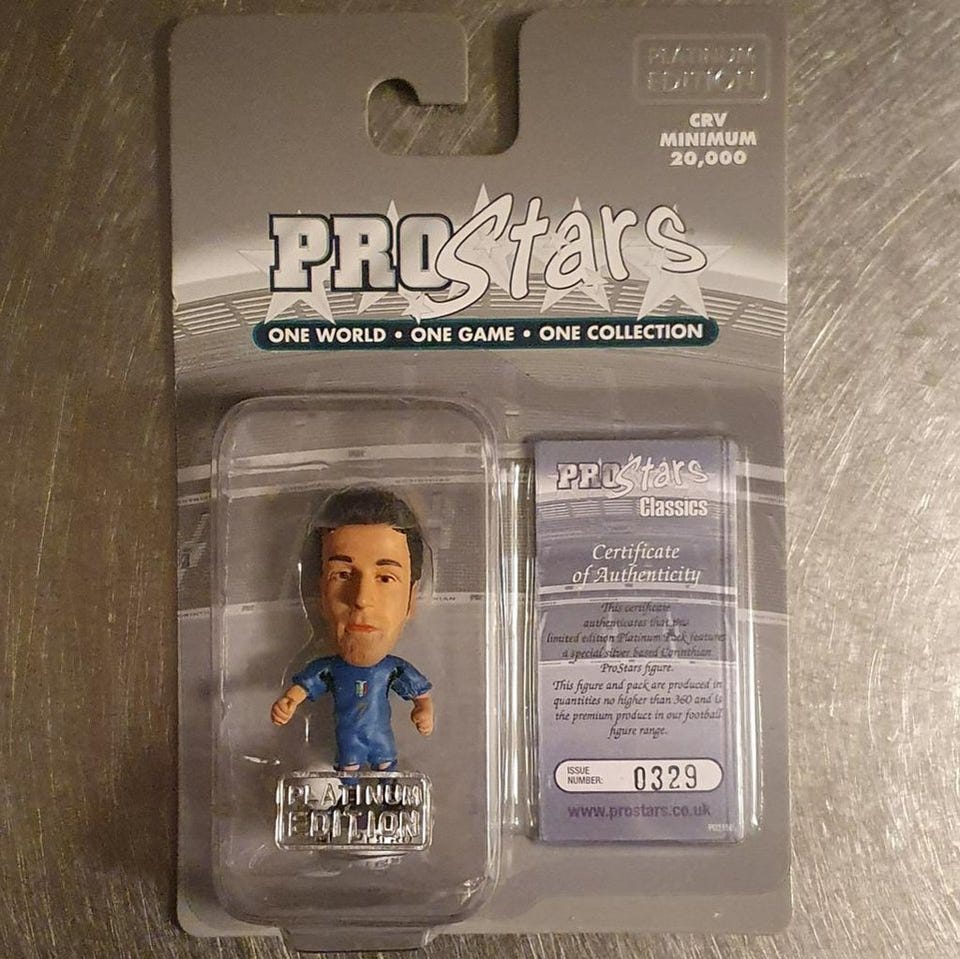 PLATINUM
EDITION
CRV
MINIMUM
20,000
PROStars
ONE WORLD • ONE GAME • ONE COLLECTION
PROStars
Classics
Certificate
of Authenticity
This certificate
authenticates that this
limited edition Platinum Pack features
a special silver based Corinthian
ProStars figure.
This figure and pack are produced in
quantities no higher than 360 and is
the premium product in our football
figure range.
ISSUE
NUMBER:
0329
www.prostars.co.uk
PLATINUM
EDITION